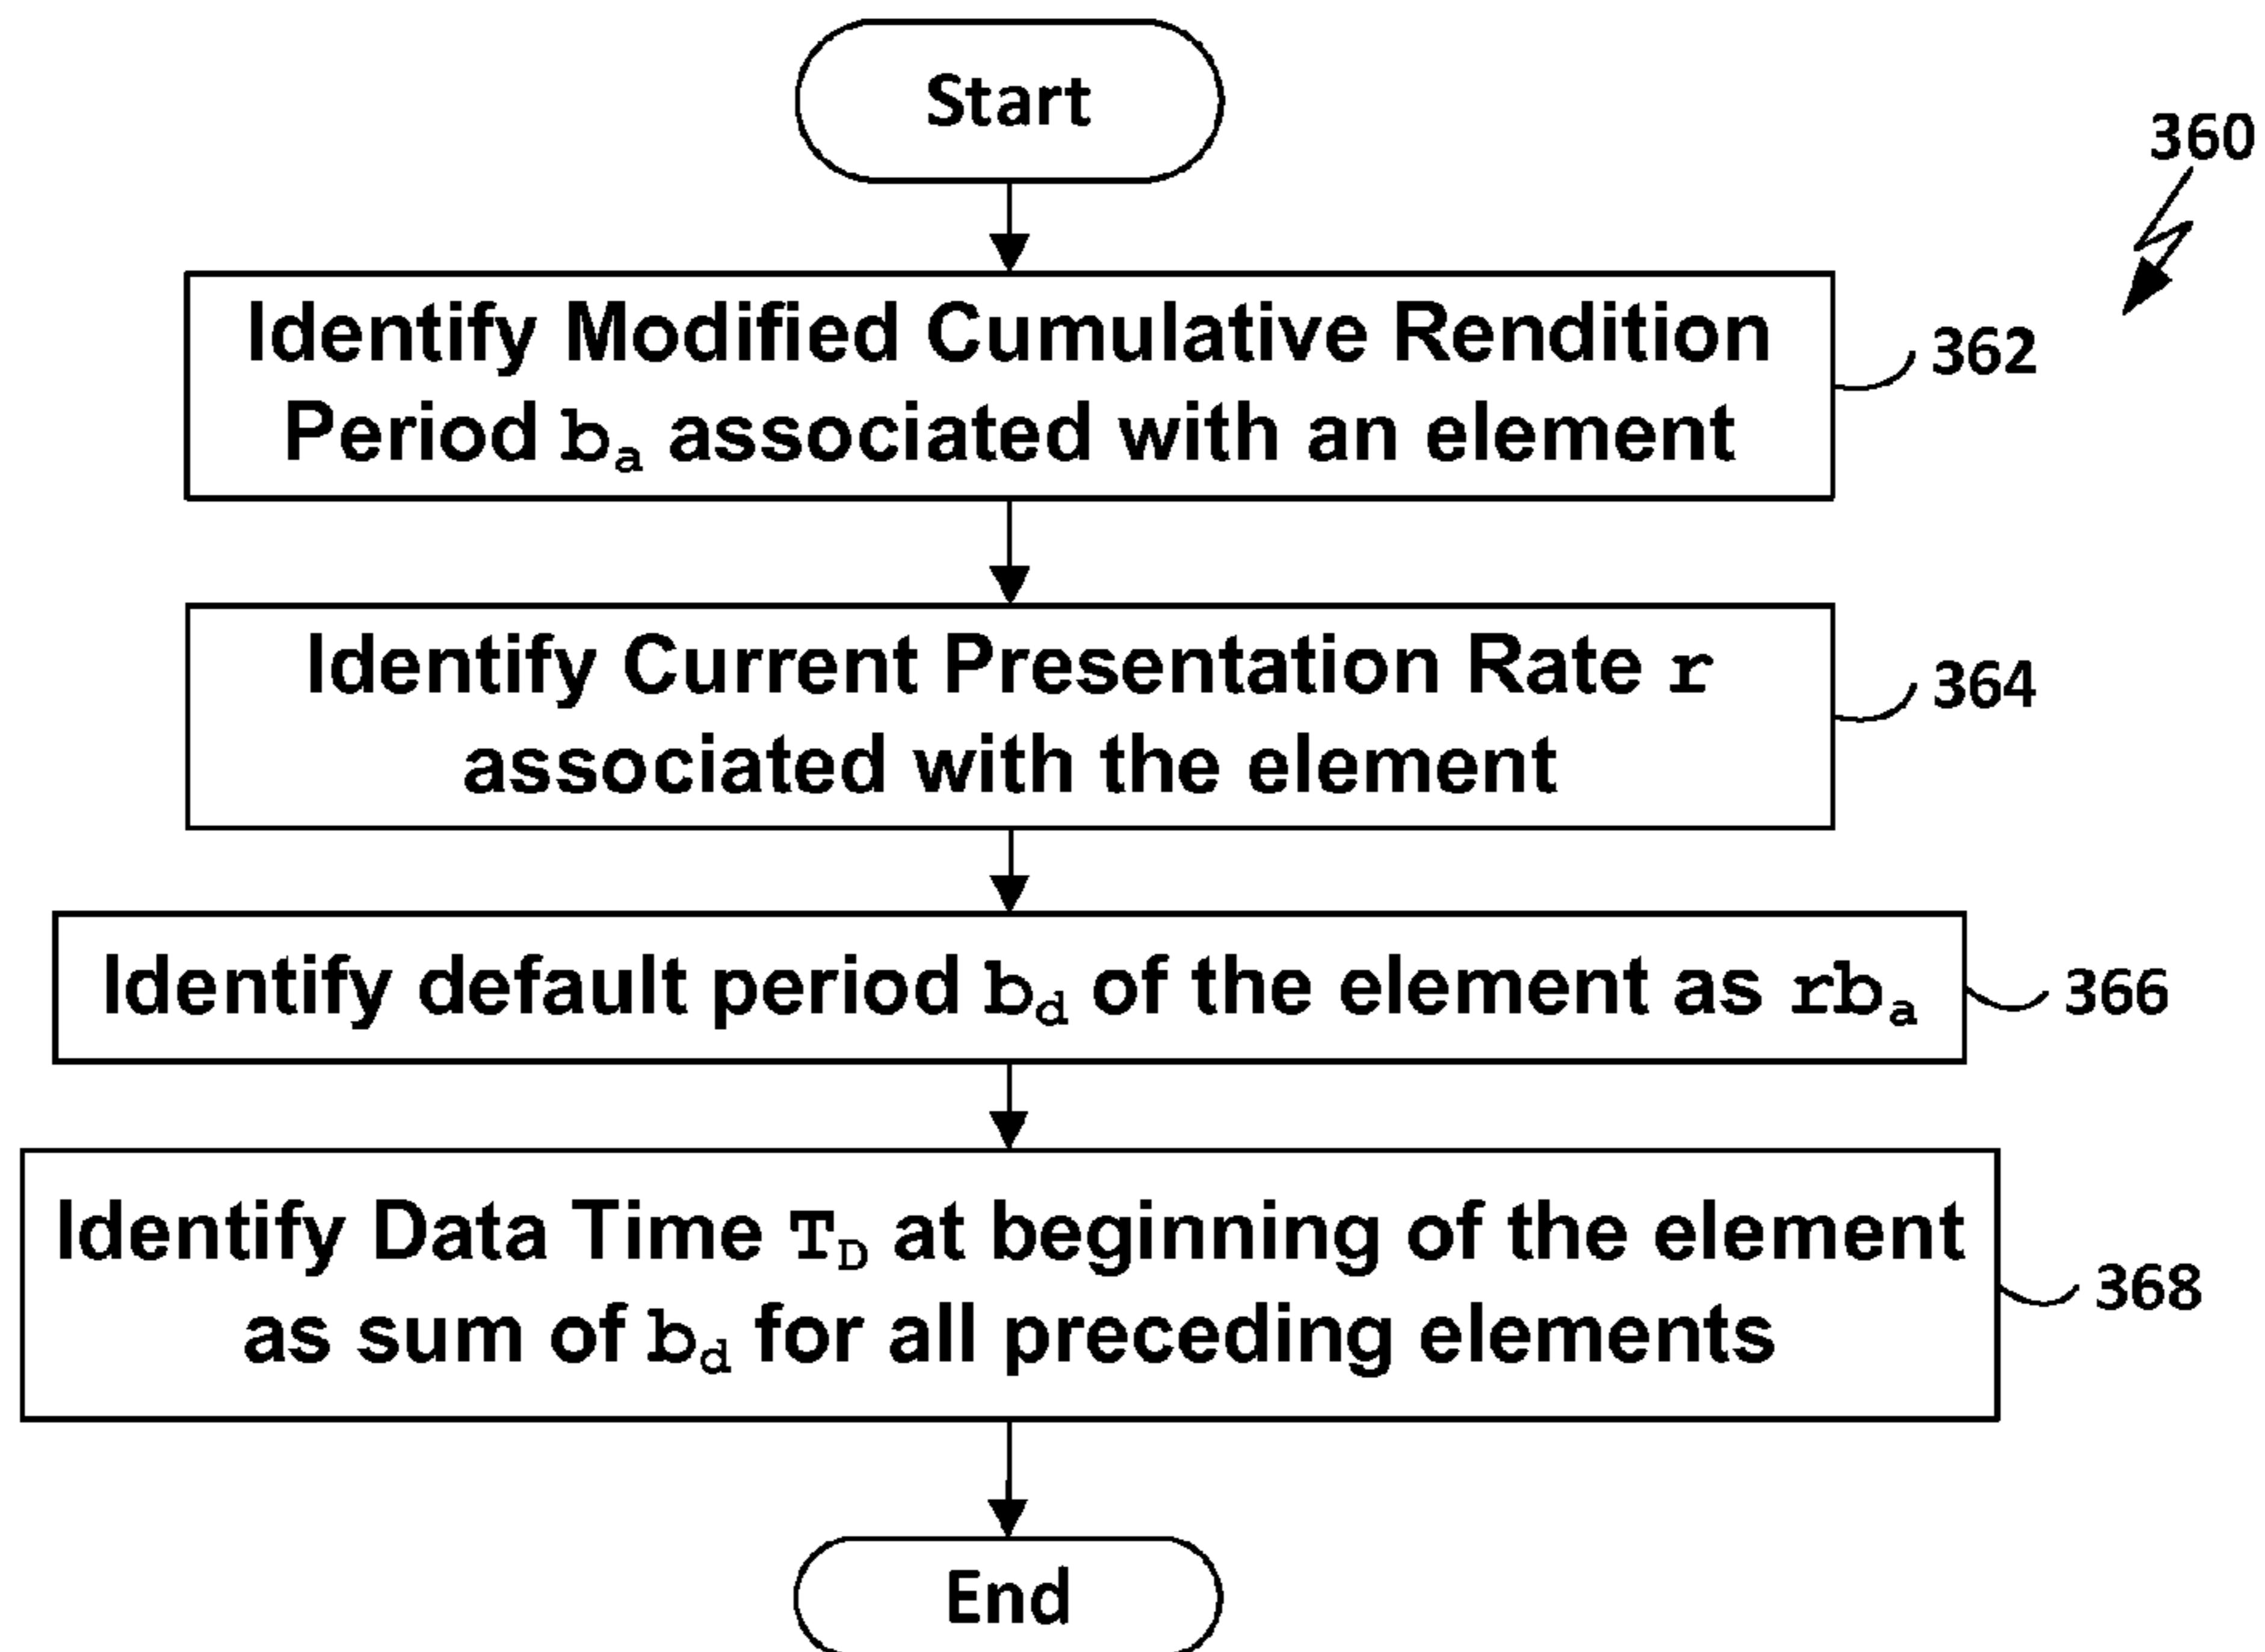 Start
360
Identify Modified Cumulative Rendition
Period bₐ associated with an element
362
Identify Current Presentation Rate r
associated with the element
364
Identify default period b_d of the element as rbₐ
366
Identify Data Time T_D at beginning of the element
as sum of b_d for all preceding elements
368
End